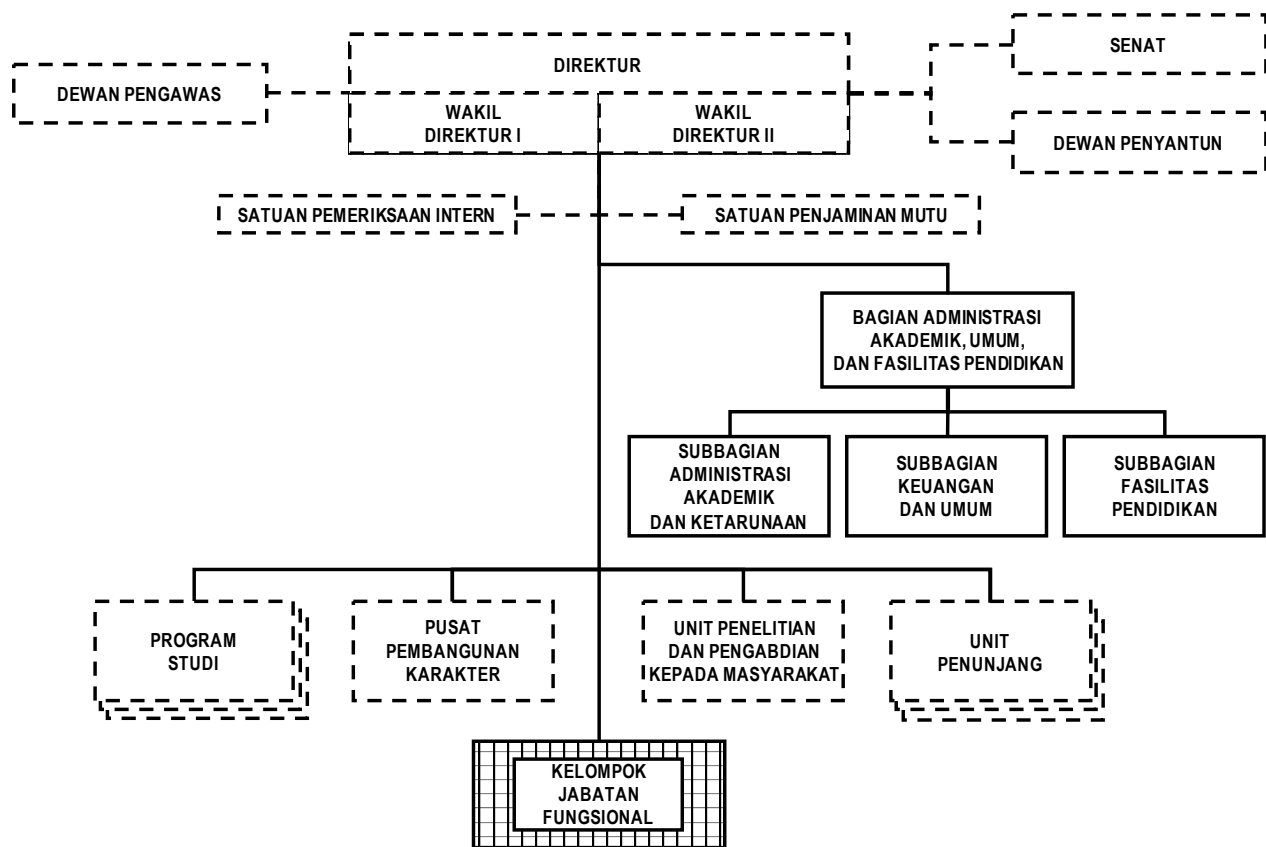 DIREKTUR
WAKIL
DIREKTUR I
WAKIL
DIREKTUR II
DEWAN PENGAWAS
SENAT
DEWAN PENYANTUN
SATUAN PEMERIKSAAN INTERN
SATUAN PENJAMINAN MUTU
BAGIAN ADMINISTRASI
AKADEMIK, UMUM,
DAN FASILITAS PENDIDIKAN
SUBBAGIAN
ADMINISTRASI
AKADEMIK
DAN KETARUNAAN
SUBBAGIAN
KEUANGAN
DAN UMUM
SUBBAGIAN
FASILITAS
PENDIDIKAN
PROGRAM
STUDI
PUSAT
PEMBANGUNAN
KARAKTER
UNIT PENELITIAN
DAN PENGABDIAN
KEPADA MASYARAKAT
UNIT
PENUNJANG
KELOMPOK
JABATAN
FUNGSIONAL